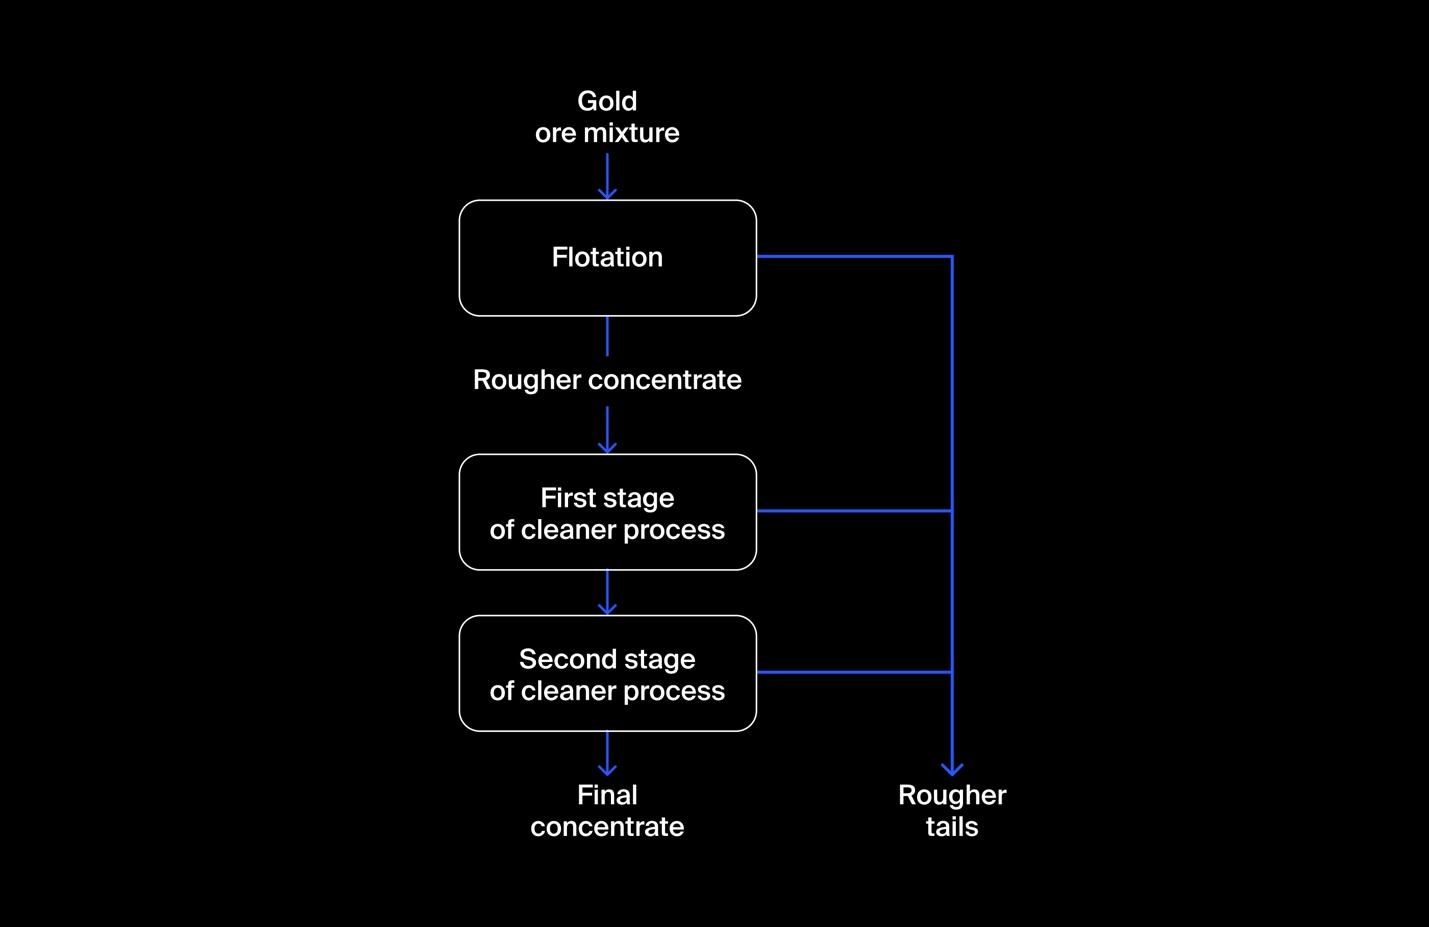 Gold
ore mixture
Flotation
Rougher concentrate
First stage
of cleaner process
Second stage
of cleaner process
Final
concentrate
Rougher
tails